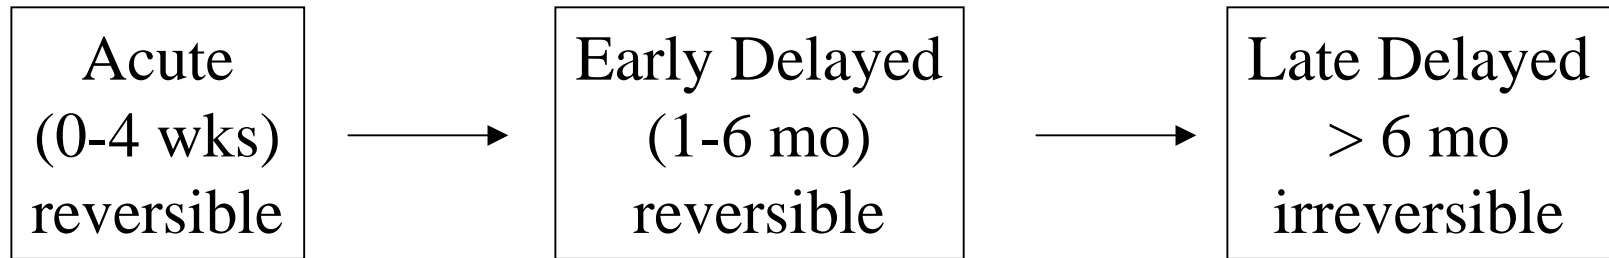 Acute
(0-4 wks)
reversible
Early Delayed
(1-6 mo)
reversible
Late Delayed
> 6 mo
irreversible